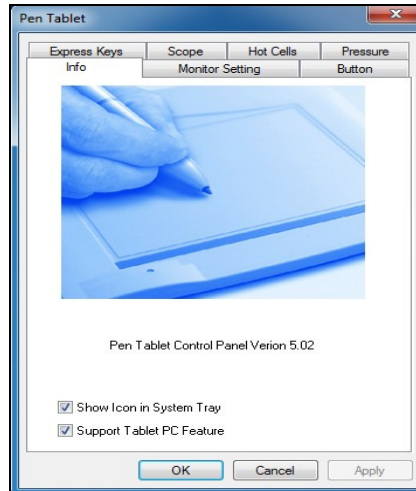 Pen Tablet
Express Keys Scope Hot Cells Pressure
Info Monitor Setting Button
Pen Tablet Control Panel Verion 5.02
Show Icon in System Tray
Support Tablet PC Feature
OK Cancel Apply